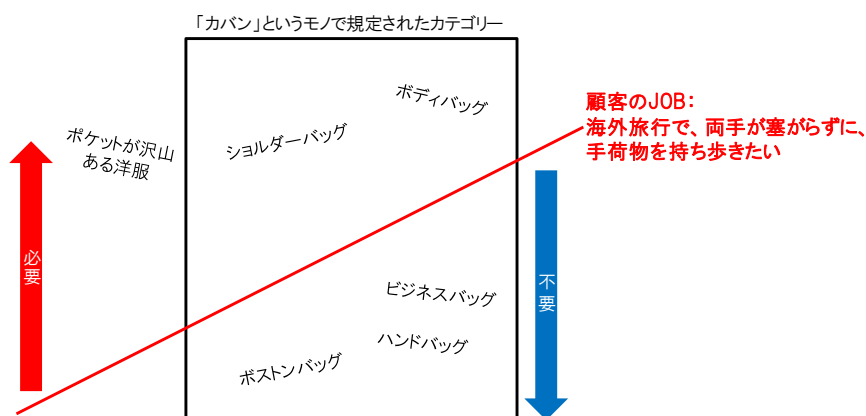 「カバン」というモノで規定されたカテゴリー
ボディバッグ
顧客のJOB：
海外旅行で、両手が塞がらずに、
手荷物を持ち歩きたい
ポケットが沢山
ある洋服
ショルダーバッグ
必要
不要
ビジネスバッグ
ハンドバッグ
ボストンバッグ